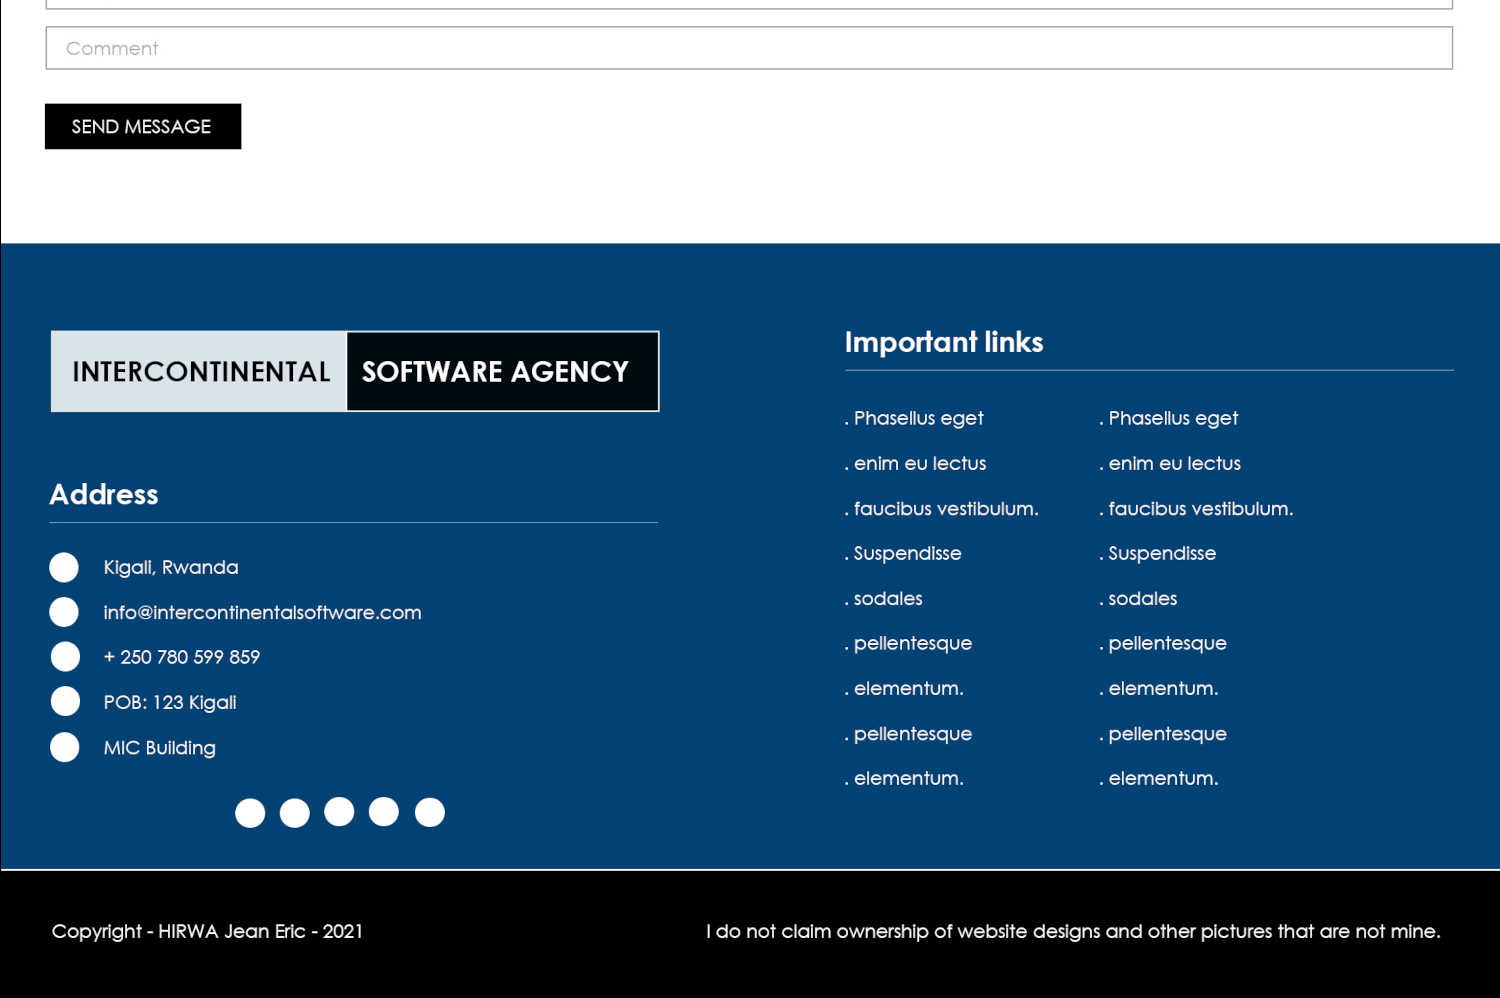 Comment
SEND MESSAGE
INTERCONTINENTAL SOFTWARE AGENCY
Address
Kigali, Rwanda
info@intercontinentalsoftware.com
+ 250 780 599 859
POB: 123 Kigali
MIC Building
Important links
. Phasellus eget
. enim eu lectus
. faucibus vestibulum.
. Suspendisse
. sodales
. pellentesque
. elementum.
. pellentesque
. elementum.
. Phasellus eget
. enim eu lectus
. faucibus vestibulum.
. Suspendisse
. sodales
. pellentesque
. elementum.
. pellentesque
. elementum.
Copyright - HIRWA Jean Eric - 2021
I do not claim ownership of website designs and other pictures that are not mine.